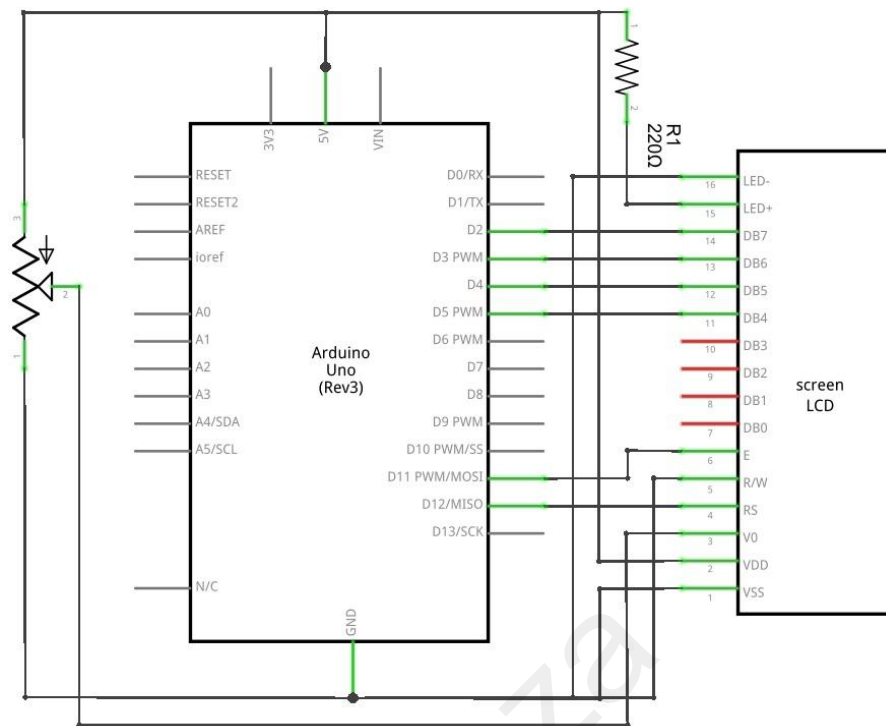 1
2
R1
220Ω
3V3
5V
VIN
RESET
RESET2
AREF
ioref
A0
A1
A2
A3
A4/SDA
A5/SCL
N/C
Arduino
Uno
(Rev3)
D0/RX
D1/TX
D2
D3 PWM
D4
D5 PWM
D6 PWM
D7
D8
D9 PWM
D10 PWM/SS
D11 PWM/MOSI
D12/MISO
D13/SCK
GND
3
2
1
16 LED-
15 LED+
14 DB7
13 DB6
12 DB5
11 DB4
10 DB3
9 DB2
8 DB1
7 DB0
6 E
5 R/W
4 RS
3 V0
2 VDD
1 VSS
screen
LCD
za